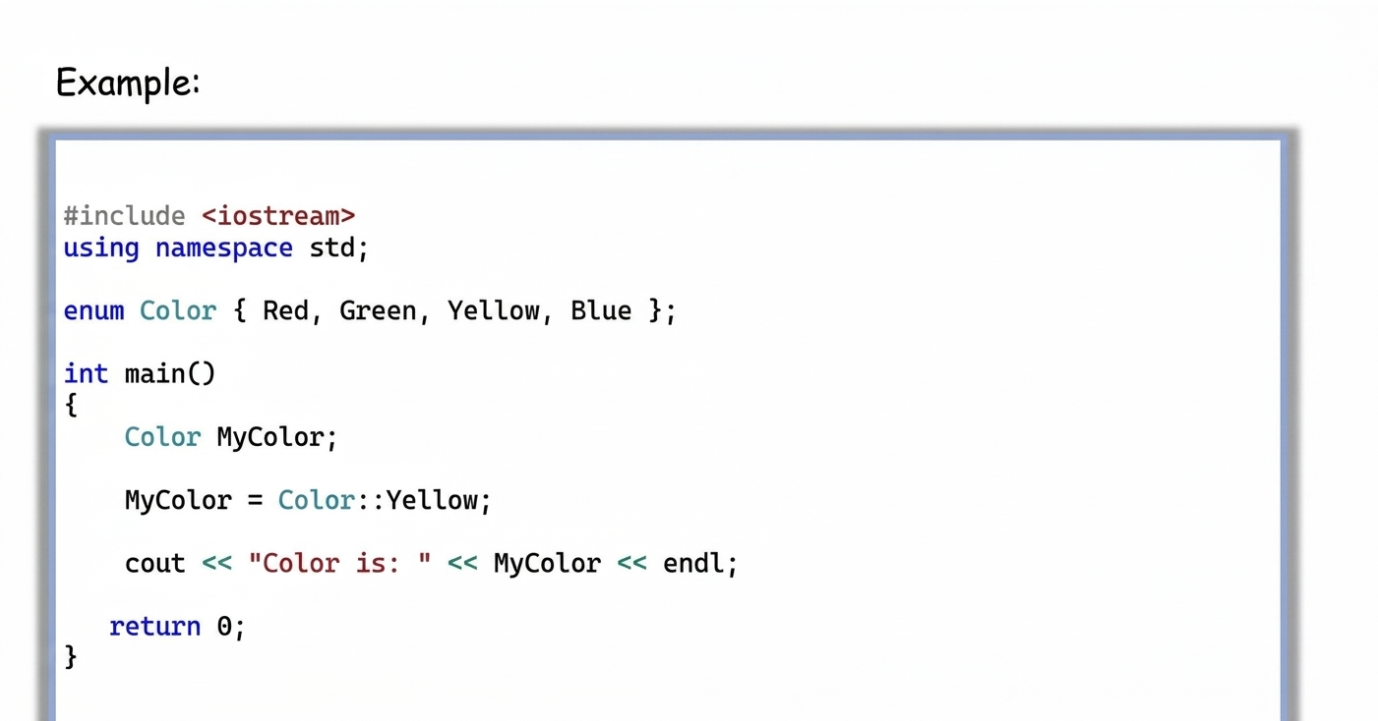 Example:
#include <iostream>
using namespace std;
enum Color { Red, Green, Yellow, Blue };
int main()
{
    Color MyColor;
    MyColor = Color::Yellow;
    cout << "Color is: " << MyColor << endl;
   return 0;
}